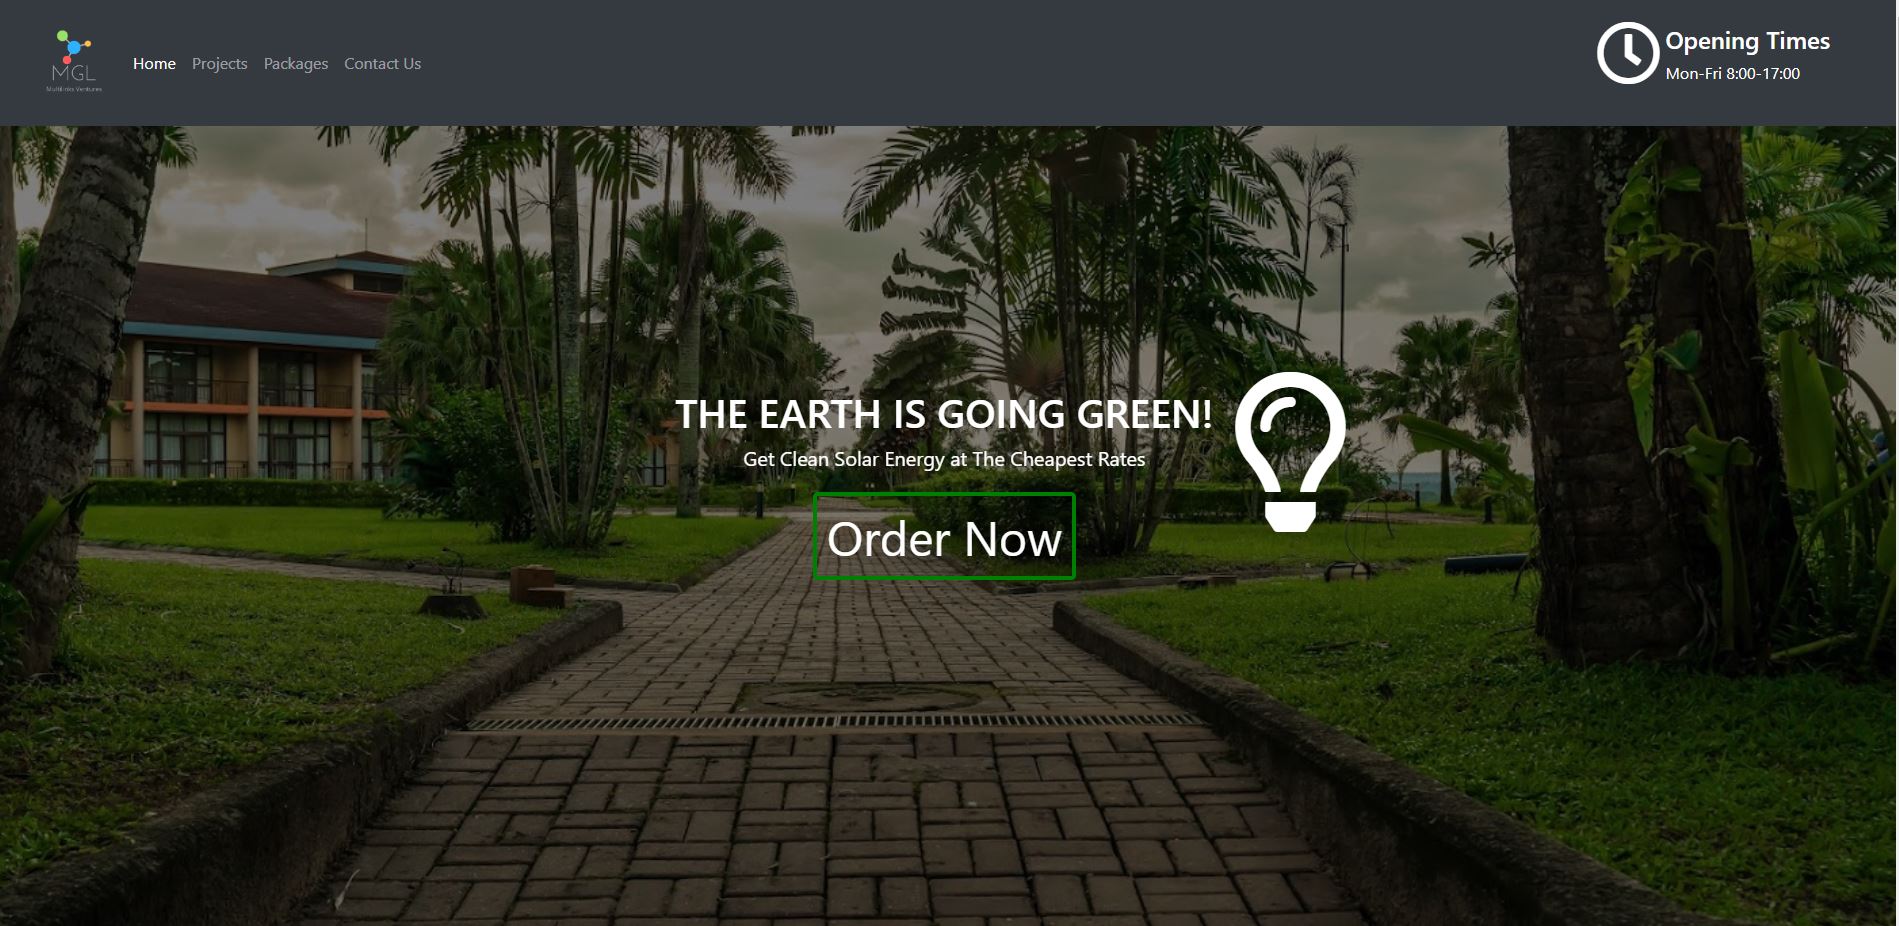 MGL
Multilinks Ventures
Home
Projects
Packages
Contact Us
Opening Times
Mon-Fri 8:00-17:00
THE EARTH IS GOING GREEN!
Get Clean Solar Energy at The Cheapest Rates
Order Now